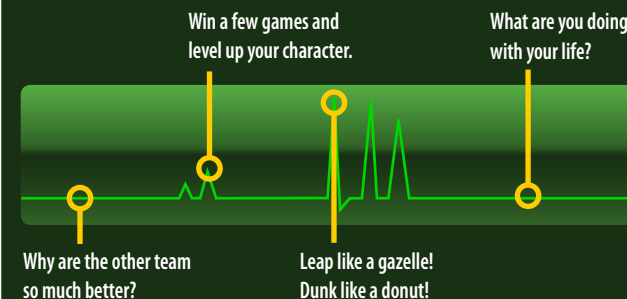 Win a few games and
level up your character.
What are you doing
with your life?
Why are the other team
so much better?
Leap like a gazelle!
Dunk like a donut!